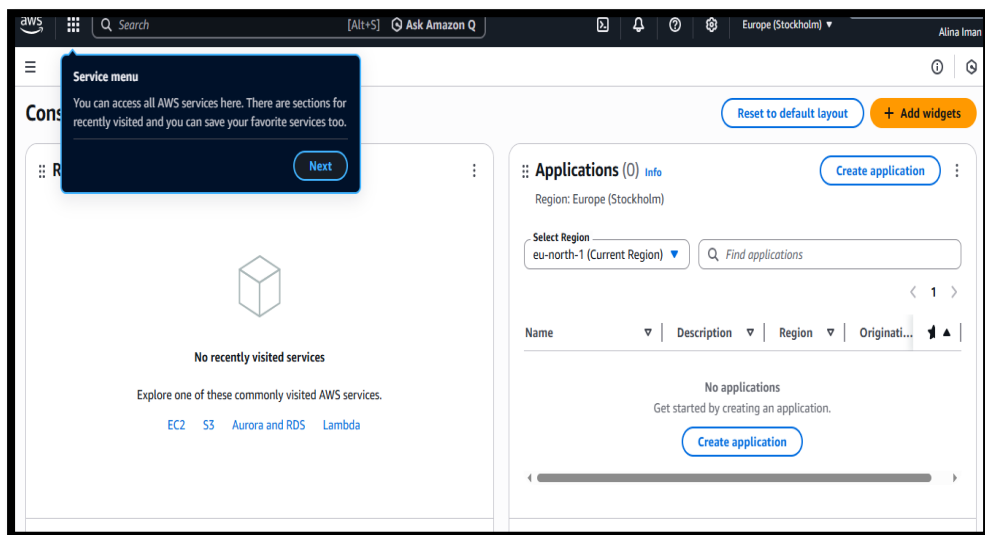 aws
Search [Alt+S] Ask Amazon Q Europe (Stockholm) ▼
Alina Iman
Service menu
You can access all AWS services here. There are sections for
recently visited and you can save your favorite services too.
Next
Cons
Reset to default layout + Add widgets
R
No recently visited services
Explore one of these commonly visited AWS services.
EC2 S3 Aurora and RDS Lambda
Applications (0) Info Create application
Region: Europe (Stockholm)
Select Region
eu-north-1 (Current Region) Find applications
1
Name Description Region Originati...
No applications
Get started by creating an application.
Create application